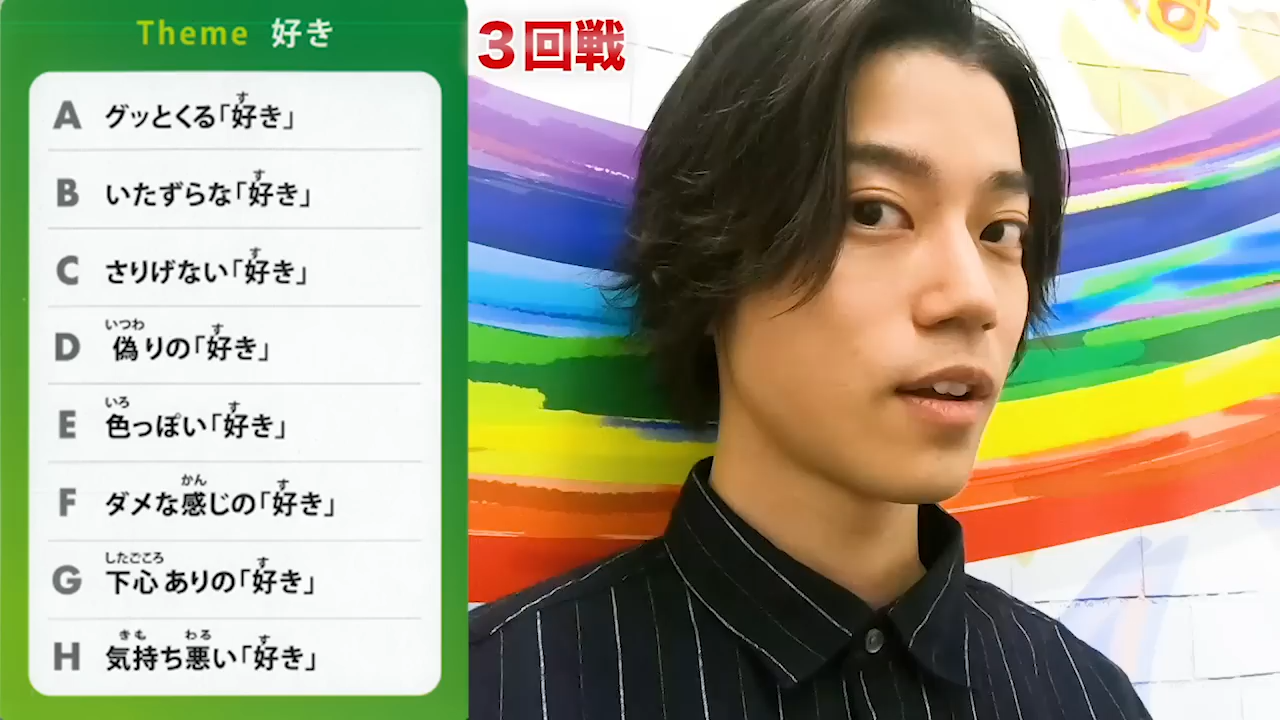 Theme 好き
３回戦
A グッとくる「好き」
B いたずらな「好き」
C さりげない「好き」
D 偽りの「好き」
E 色っぽい「好き」
F ダメな感じの「好き」
G 下心ありの「好き」
H 気持ち悪い「好き」